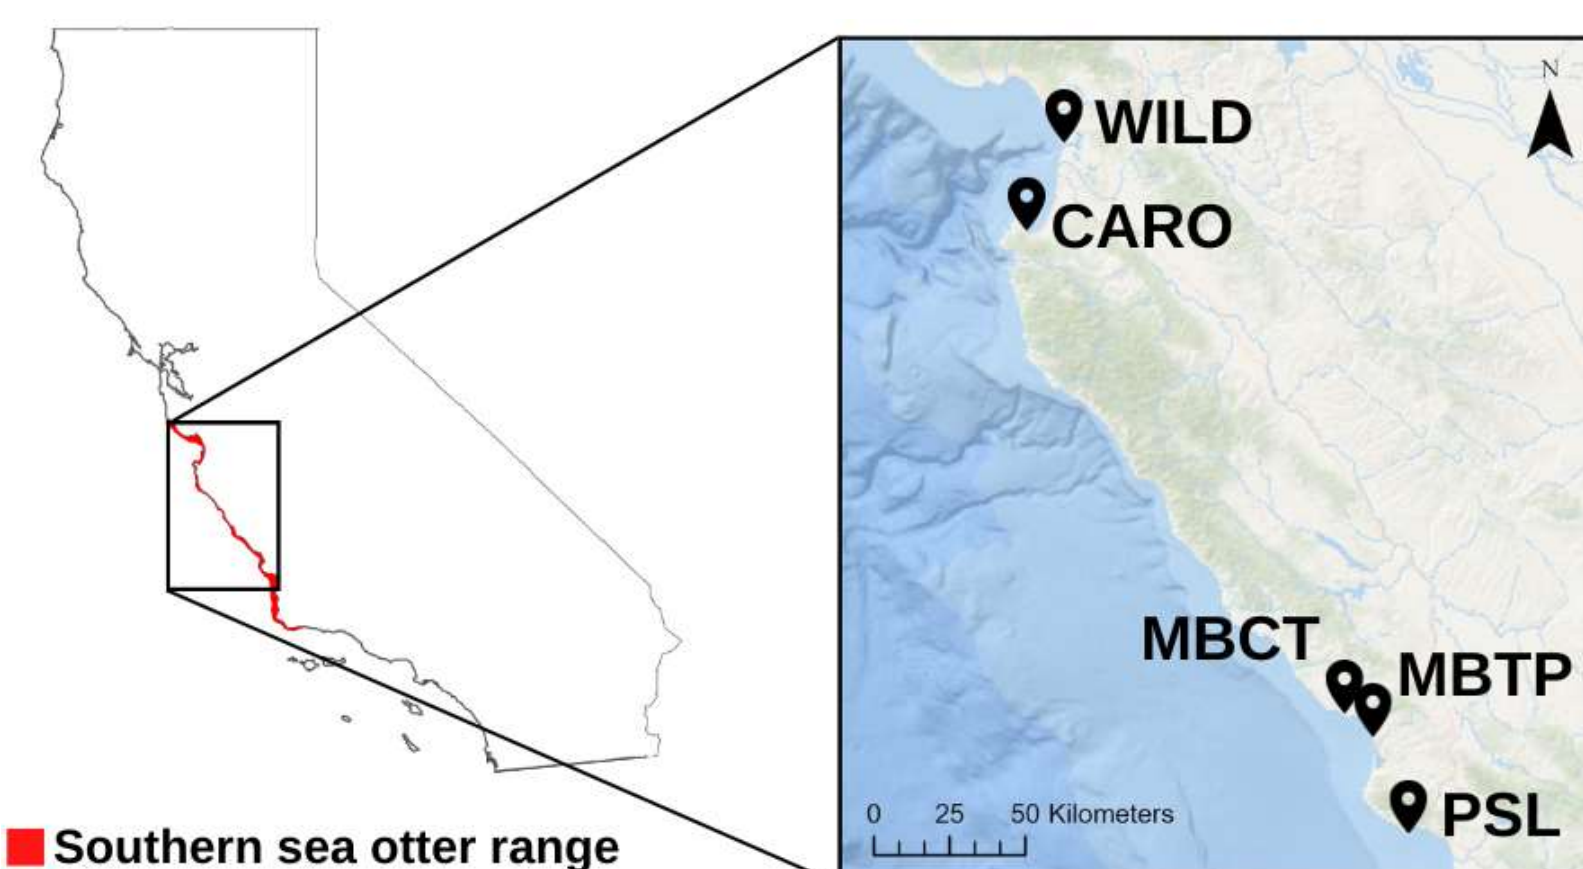 N
WILD
CARO
MBCT
MBTP
PSL
0 25 50 Kilometers
Southern sea otter range